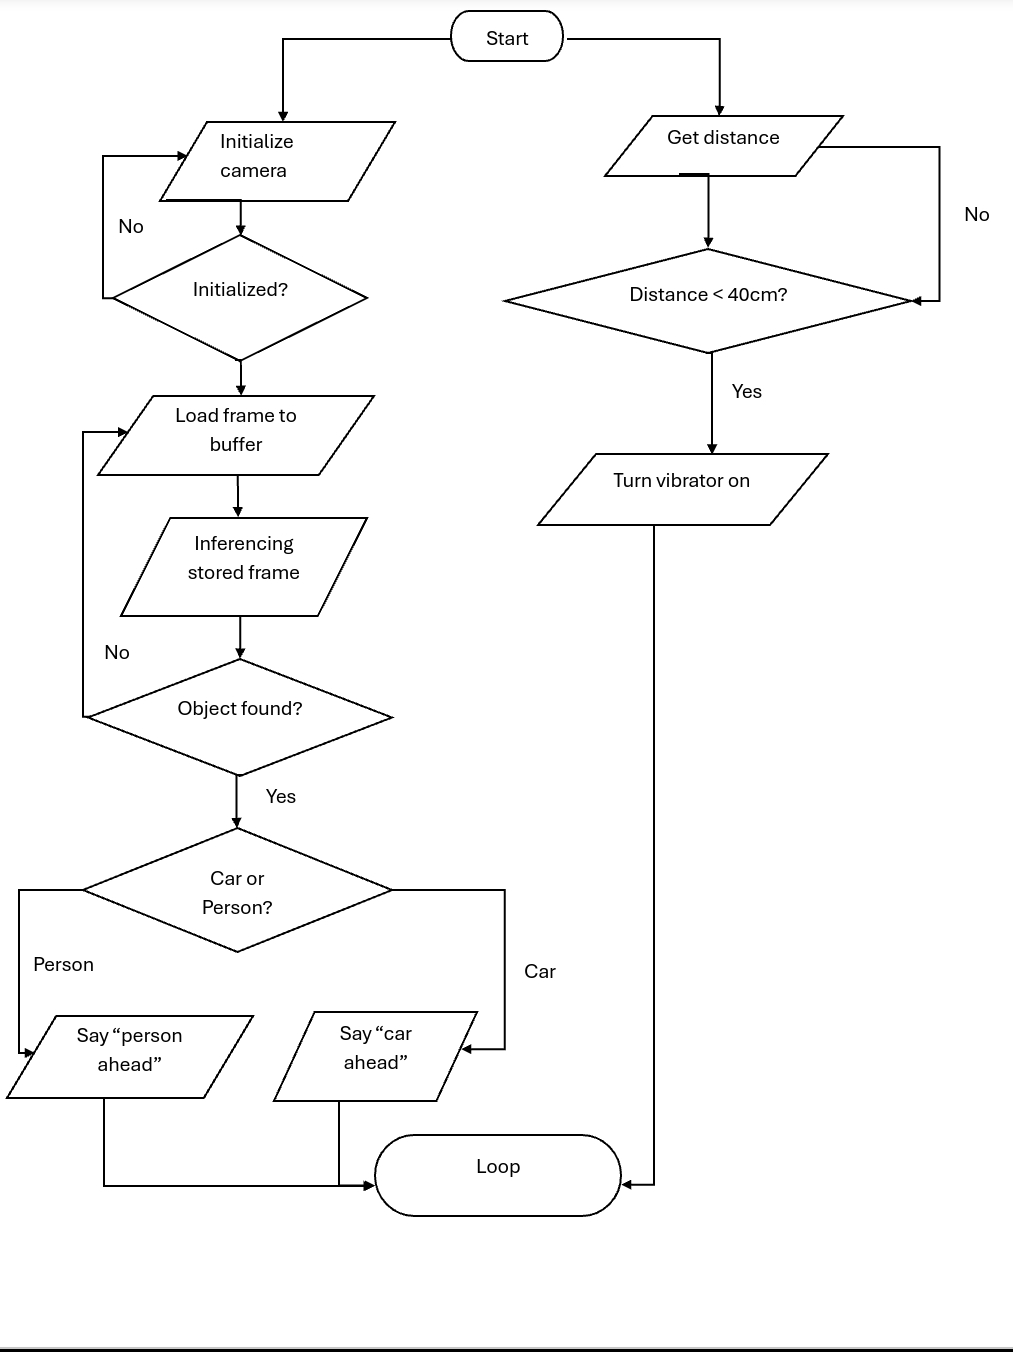 Start
Initialize
camera
Get distance
No
No
Initialized?
Distance < 40cm?
Yes
Load frame to
buffer
Turn vibrator on
Inferencing
stored frame
No
Object found?
Yes
Car or
Person?
Person
Car
Say “person
ahead”
Say “car
ahead”
Loop